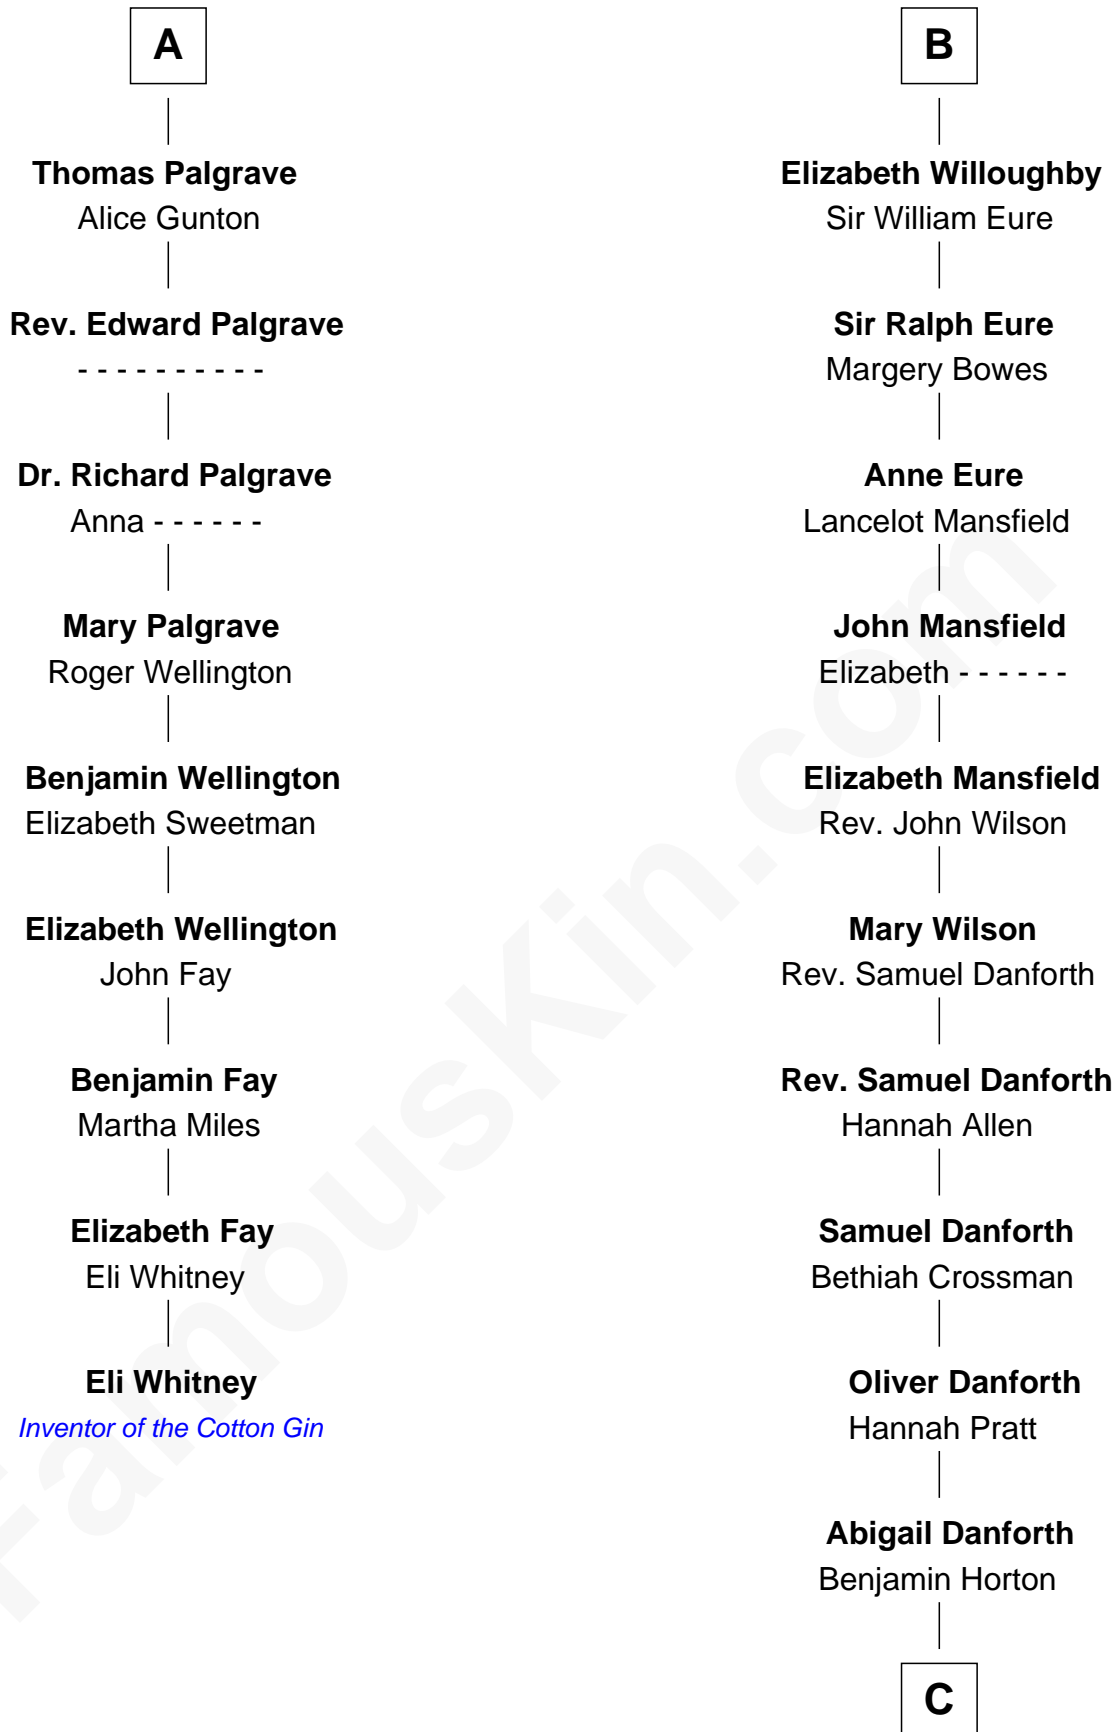 A
Thomas Palgrave
Alice Gunton
Rev. Edward Palgrave
- - - - - - - - - -
Dr. Richard Palgrave
Anna - - - - - -
Mary Palgrave
Roger Wellington
Benjamin Wellington
Elizabeth Sweetman
Elizabeth Wellington
John Fay
Benjamin Fay
Martha Miles
Elizabeth Fay
Eli Whitney
Eli Whitney
Inventor of the Cotton Gin
B
Elizabeth Willoughby
Sir William Eure
Sir Ralph Eure
Margery Bowes
Anne Eure
Lancelot Mansfield
John Mansfield
Elizabeth - - - - - -
Elizabeth Mansfield
Rev. John Wilson
Mary Wilson
Rev. Samuel Danforth
Rev. Samuel Danforth
Hannah Allen
Samuel Danforth
Bethiah Crossman
Oliver Danforth
Hannah Pratt
Abigail Danforth
Benjamin Horton
C
FamousKin.com